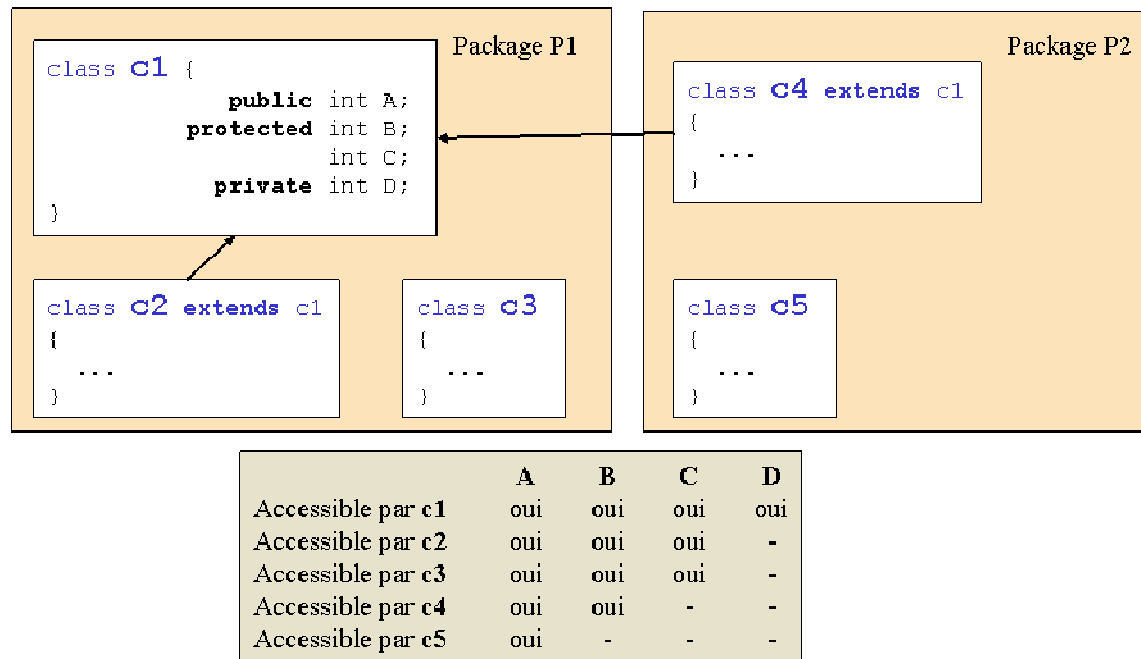 Package P1
class c1 {
public int A;
protected int B;
int C;
private int D;
}
class c2 extends c1
{
...
}
class c3
{
...
}
Package P2
class c4 extends c1
{
...
}
class c5
{
...
}
A B C D
Accessible par c1 oui oui oui oui
Accessible par c2 oui oui oui -
Accessible par c3 oui oui oui -
Accessible par c4 oui oui - -
Accessible par c5 oui - - -